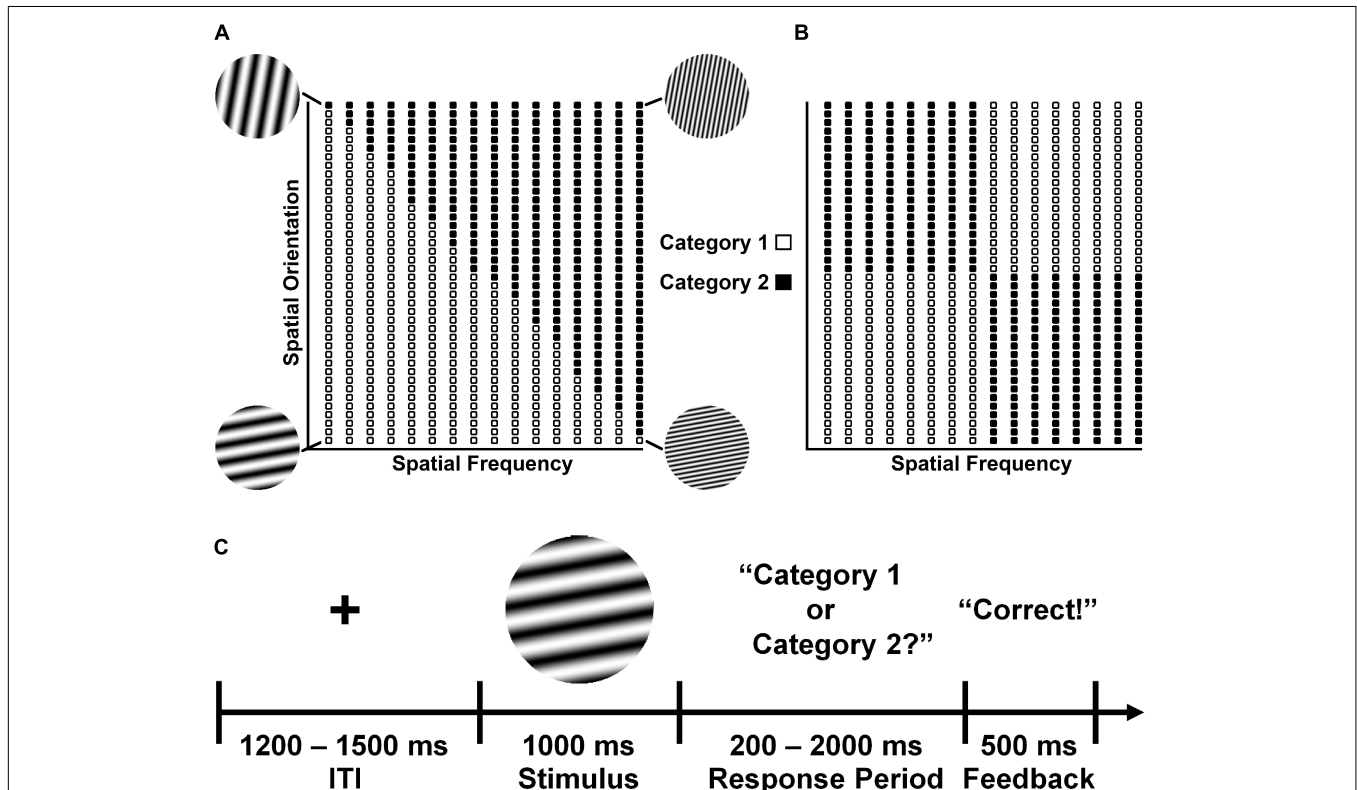 A
B
Spatial Orientation
Category 1
Category 2
Spatial Frequency
Spatial Frequency
C
+
“Category 1
or
Category 2?”
“Correct!”
1200 – 1500 ms
ITI
1000 ms
Stimulus
200 – 2000 ms
Response Period
500 ms
Feedback